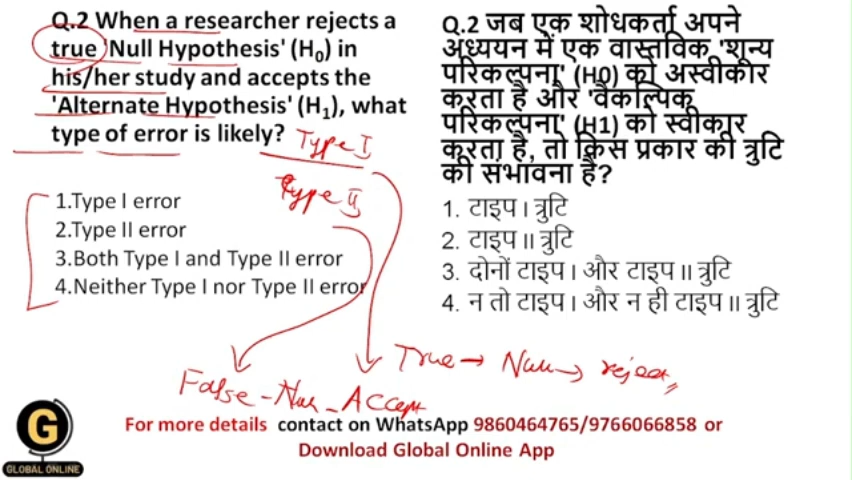 Q.2 When a researcher rejects a
true 'Null Hypothesis' (H₀) in
his/her study and accepts the
'Alternate Hypothesis' (H₁), what
type of error is likely?
Type I
Type II
1.Type I error
2.Type II error
3.Both Type I and Type II error
4.Neither Type I nor Type II error
Q.2 जब एक शोधकर्ता अपने
अध्ययन में एक वास्तविक 'शून्य
परिकल्पना' (H0) को अस्वीकार
करता है और 'वैकल्पिक
परिकल्पना' (H1) को स्वीकार
करता है, तो किस प्रकार की त्रुटि
की संभावना है?
1. टाइप I त्रुटि
2. टाइप II त्रुटि
3. दोनों टाइप I और टाइप II त्रुटि
4. न तो टाइप I और न ही टाइप II त्रुटि
True → Null → reject
False - - Accept
For more details contact on WhatsApp 9860464765/9766066858 or
Download Global Online App
G
GLOBAL ONLINE